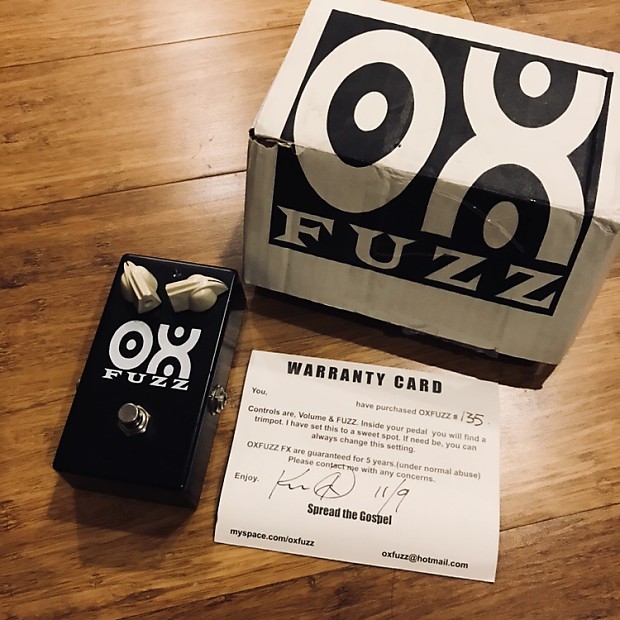 OX
FUZZ
OX
FUZZ
WARRANTY CARD
You,
have purchased OXFUZZ # 135
Controls are, Volume & FUZZ. Inside your pedal you will find a
trimpot. I have set this to a sweet spot. If need be, you can
always change this setting.
OXFUZZ FX are guaranteed for 5 years.(under normal abuse)
Please contact me with any concerns.
Enjoy.
11/9
Spread the Gospel
myspace.com/oxfuzz
oxfuzz@hotmail.com